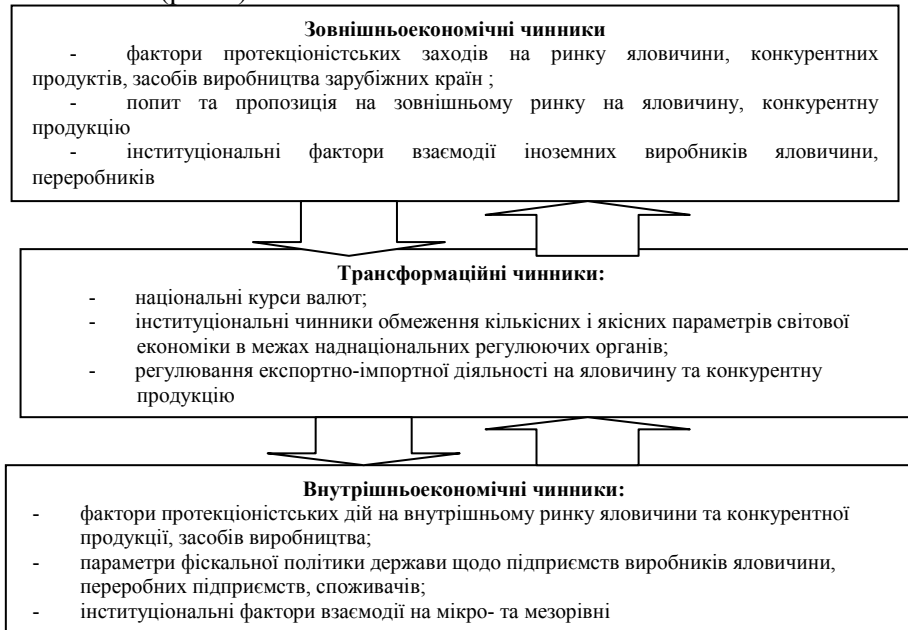 Зовнішньоекономічні чинники
- фактори протекціоністських заходів на ринку яловичини, конкурентних
продуктів, засобів виробництва зарубіжних країн ;
- попит та пропозиція на зовнішньому ринку на яловичину, конкурентну
продукцію
- інституціональні фактори взаємодії іноземних виробників яловичини,
переробників
Трансформаційні чинники:
- національні курси валют;
- інституціональні чинники обмеження кількісних і якісних параметрів світової
економіки в межах наднаціональних регулюючих органів;
- регулювання експортно-імпортної діяльності на яловичину та конкурентну
продукцію
Внутрішньоекономічні чинники:
- фактори протекціоністських дій на внутрішньому ринку яловичини та конкурентної
продукції, засобів виробництва;
- параметри фіскальної політики держави щодо підприємств виробників яловичини,
переробних підприємств, споживачів;
- інституціональні фактори взаємодії на мікро- та мезорівні